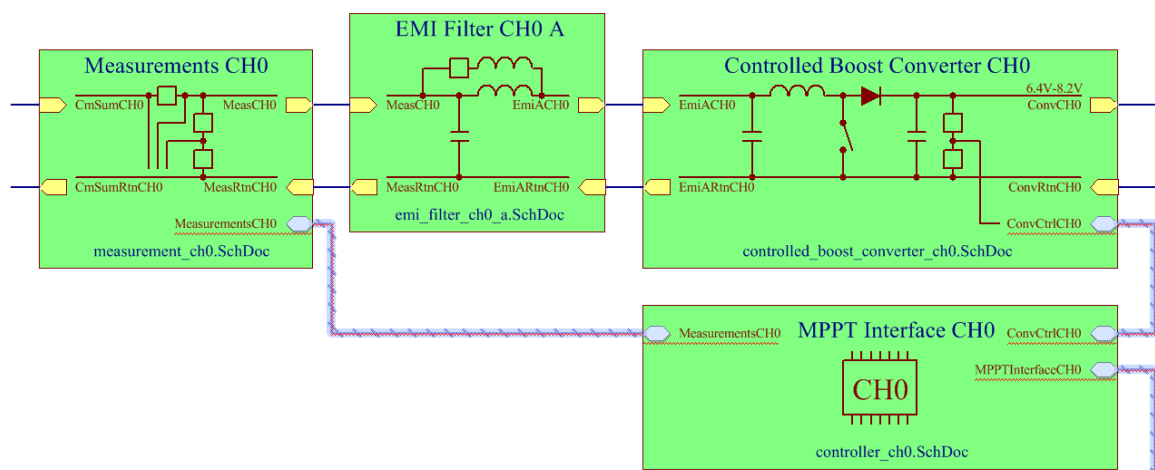 Measurements CH0
CmSumCH0
MeasCH0
CmSumRtnCH0
MeasRtnCH0
MeasurementsCH0
measurement_ch0.SchDoc
EMI Filter CH0 A
MeasCH0
EmiACH0
MeasRtnCH0
EmiARtnCH0
emi_filter_ch0_a.SchDoc
Controlled Boost Converter CH0
EmiACH0
6.4V-8.2V
ConvCH0
EmiARtnCH0
ConvRtnCH0
ConvCtrlCH0
controlled_boost_converter_ch0.SchDoc
MPPT Interface CH0
MeasurementsCH0
ConvCtrlCH0
MPPTInterfaceCH0
CH0
controller_ch0.SchDoc